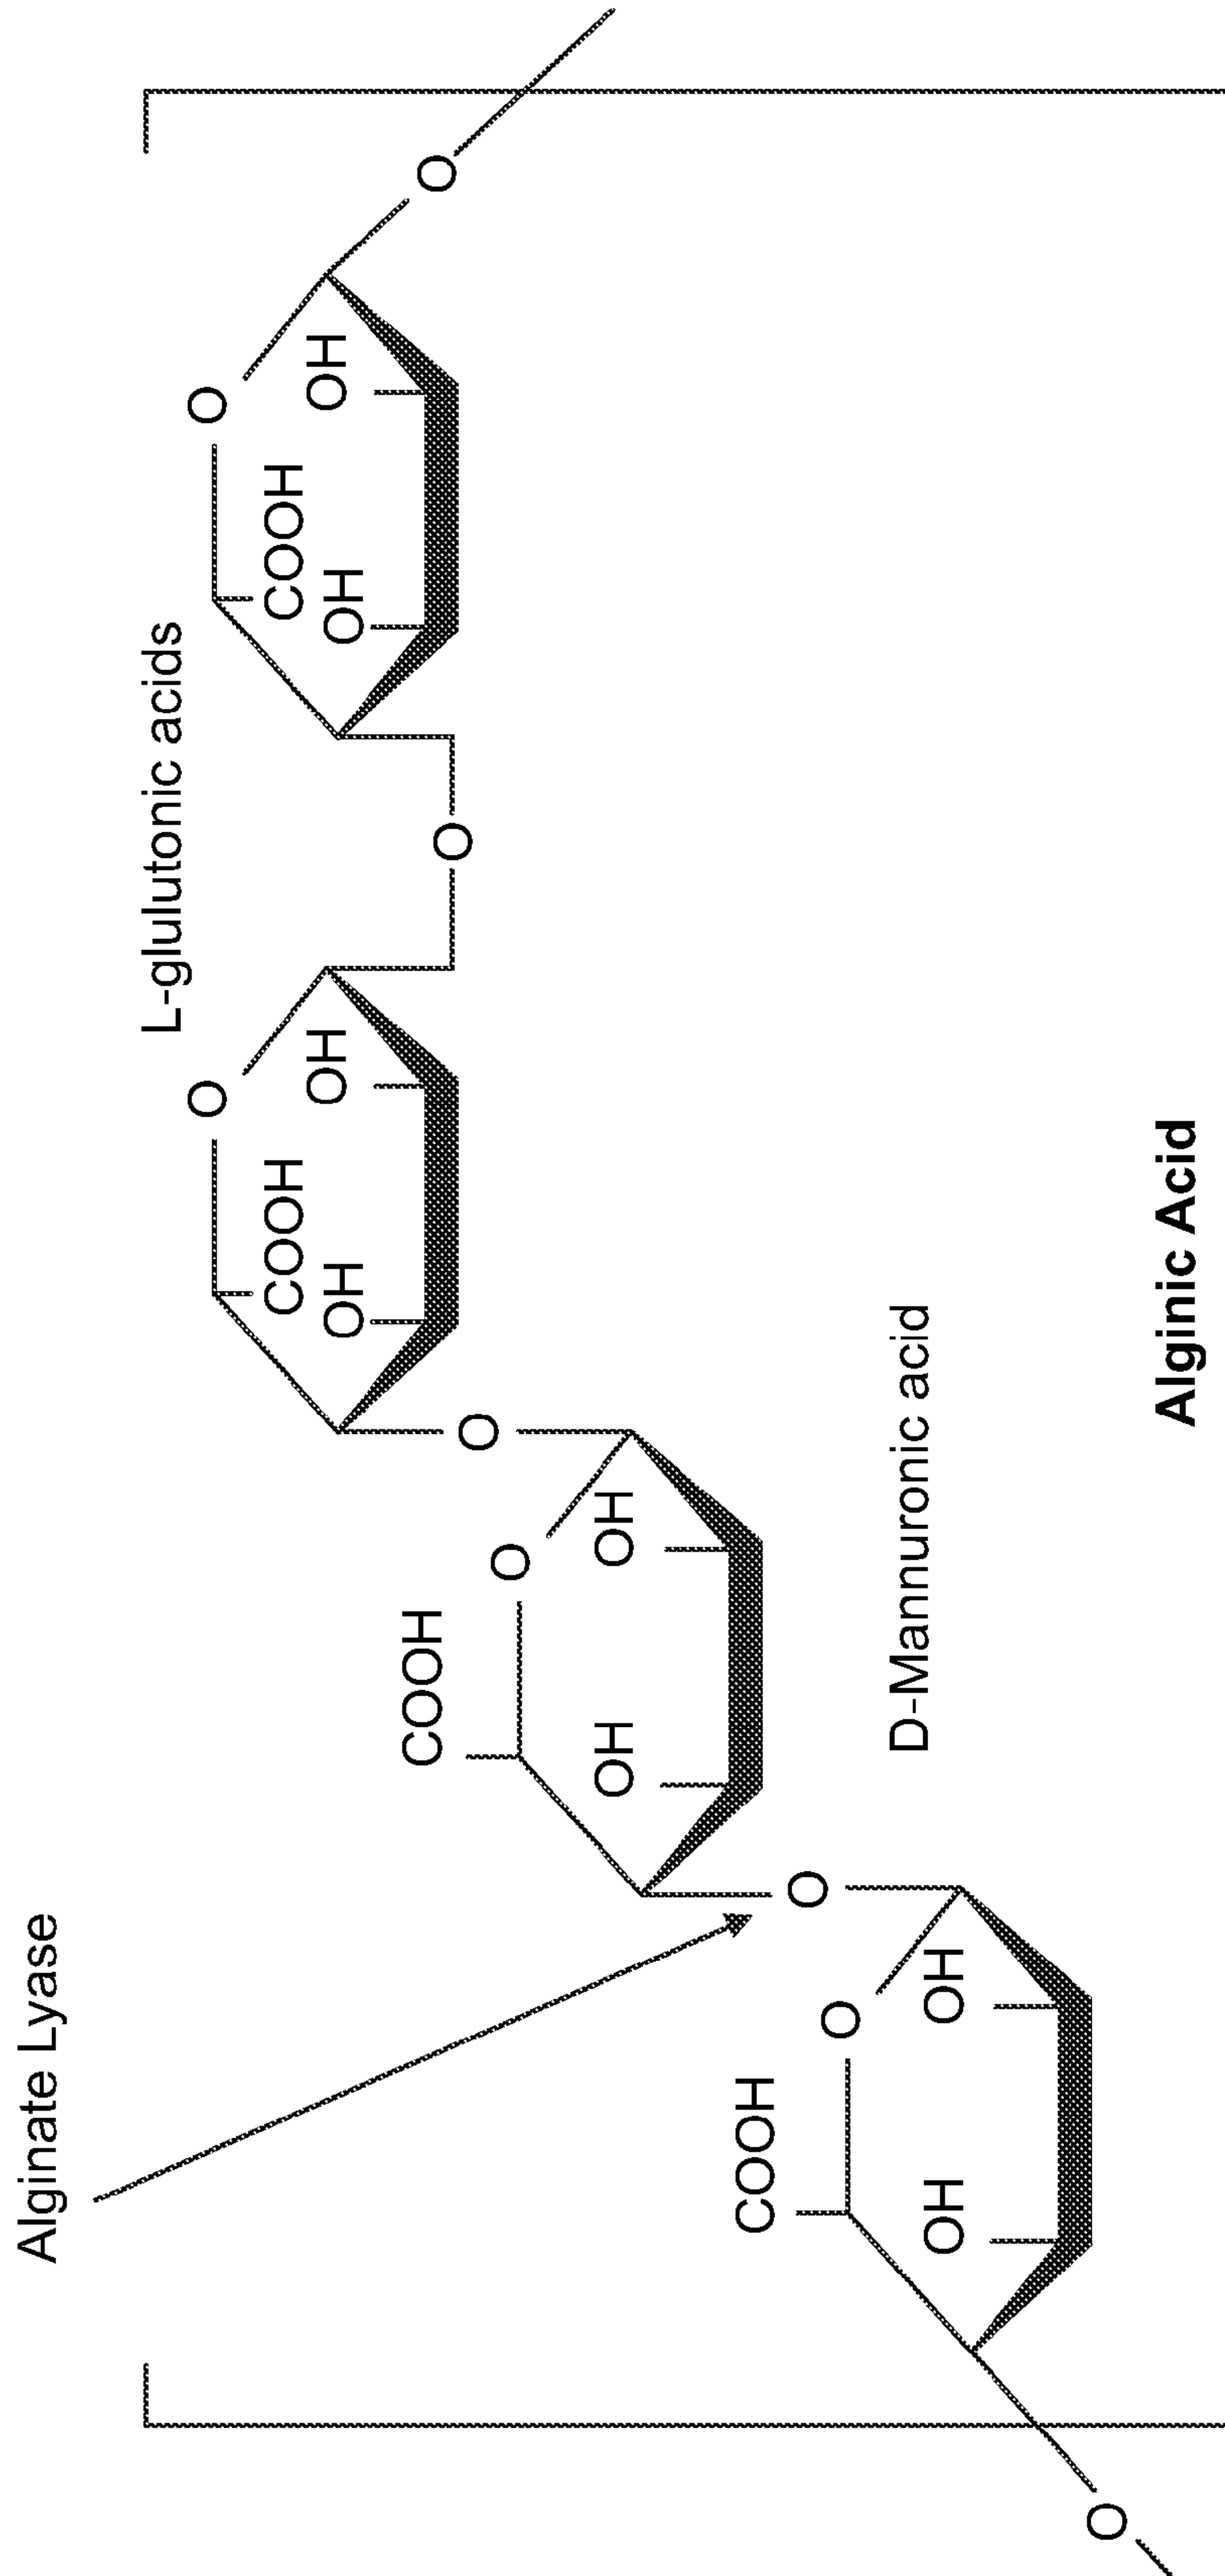 Alginate Lyase
L-glulutonic acids
O
O
COOH
COOH
OH
OH
OH
OH
COOH
O
O
O
O
OH
OH
COOH
O
O
D-Mannuronic acid
OH
OH
O
Alginic Acid